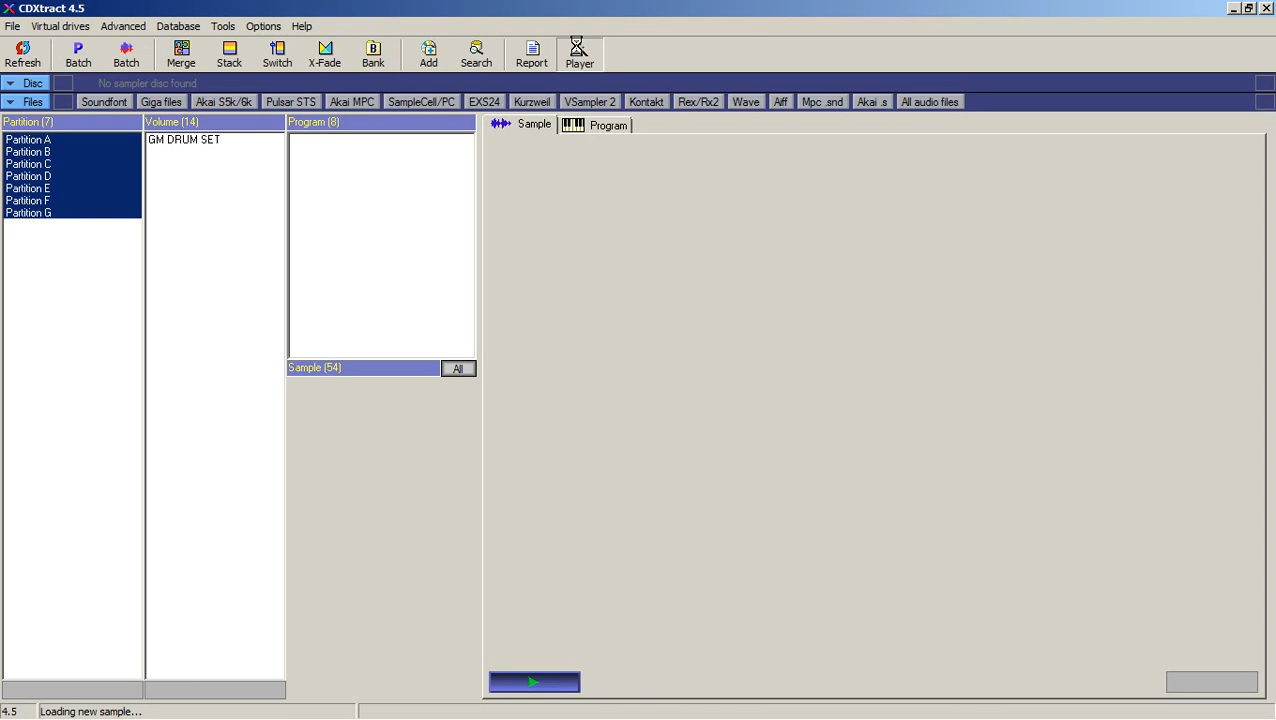 CDXtract 4.5
File Virtual drives Advanced Database Tools Options Help
Refresh Batch Batch Merge Stack Switch X-Fade Bank Add Search Report Player
Disc No sampler disc found
Files Soundfont Giga files Akai S5k/6k Pulsar STS Akai MPC SampleCell/PC EXS24 Kurzweil VSampler 2 Kontakt Rex/Rx2 Wave Aiff Mpc .snd Akai .s All audio files
Partition (7) Volume (14) Program (8) Sample Program
Partition A GM DRUM SET
Partition B
Partition C
Partition D
Partition E
Partition F
Partition G
Sample (54) All
4.5 Loading new sample...